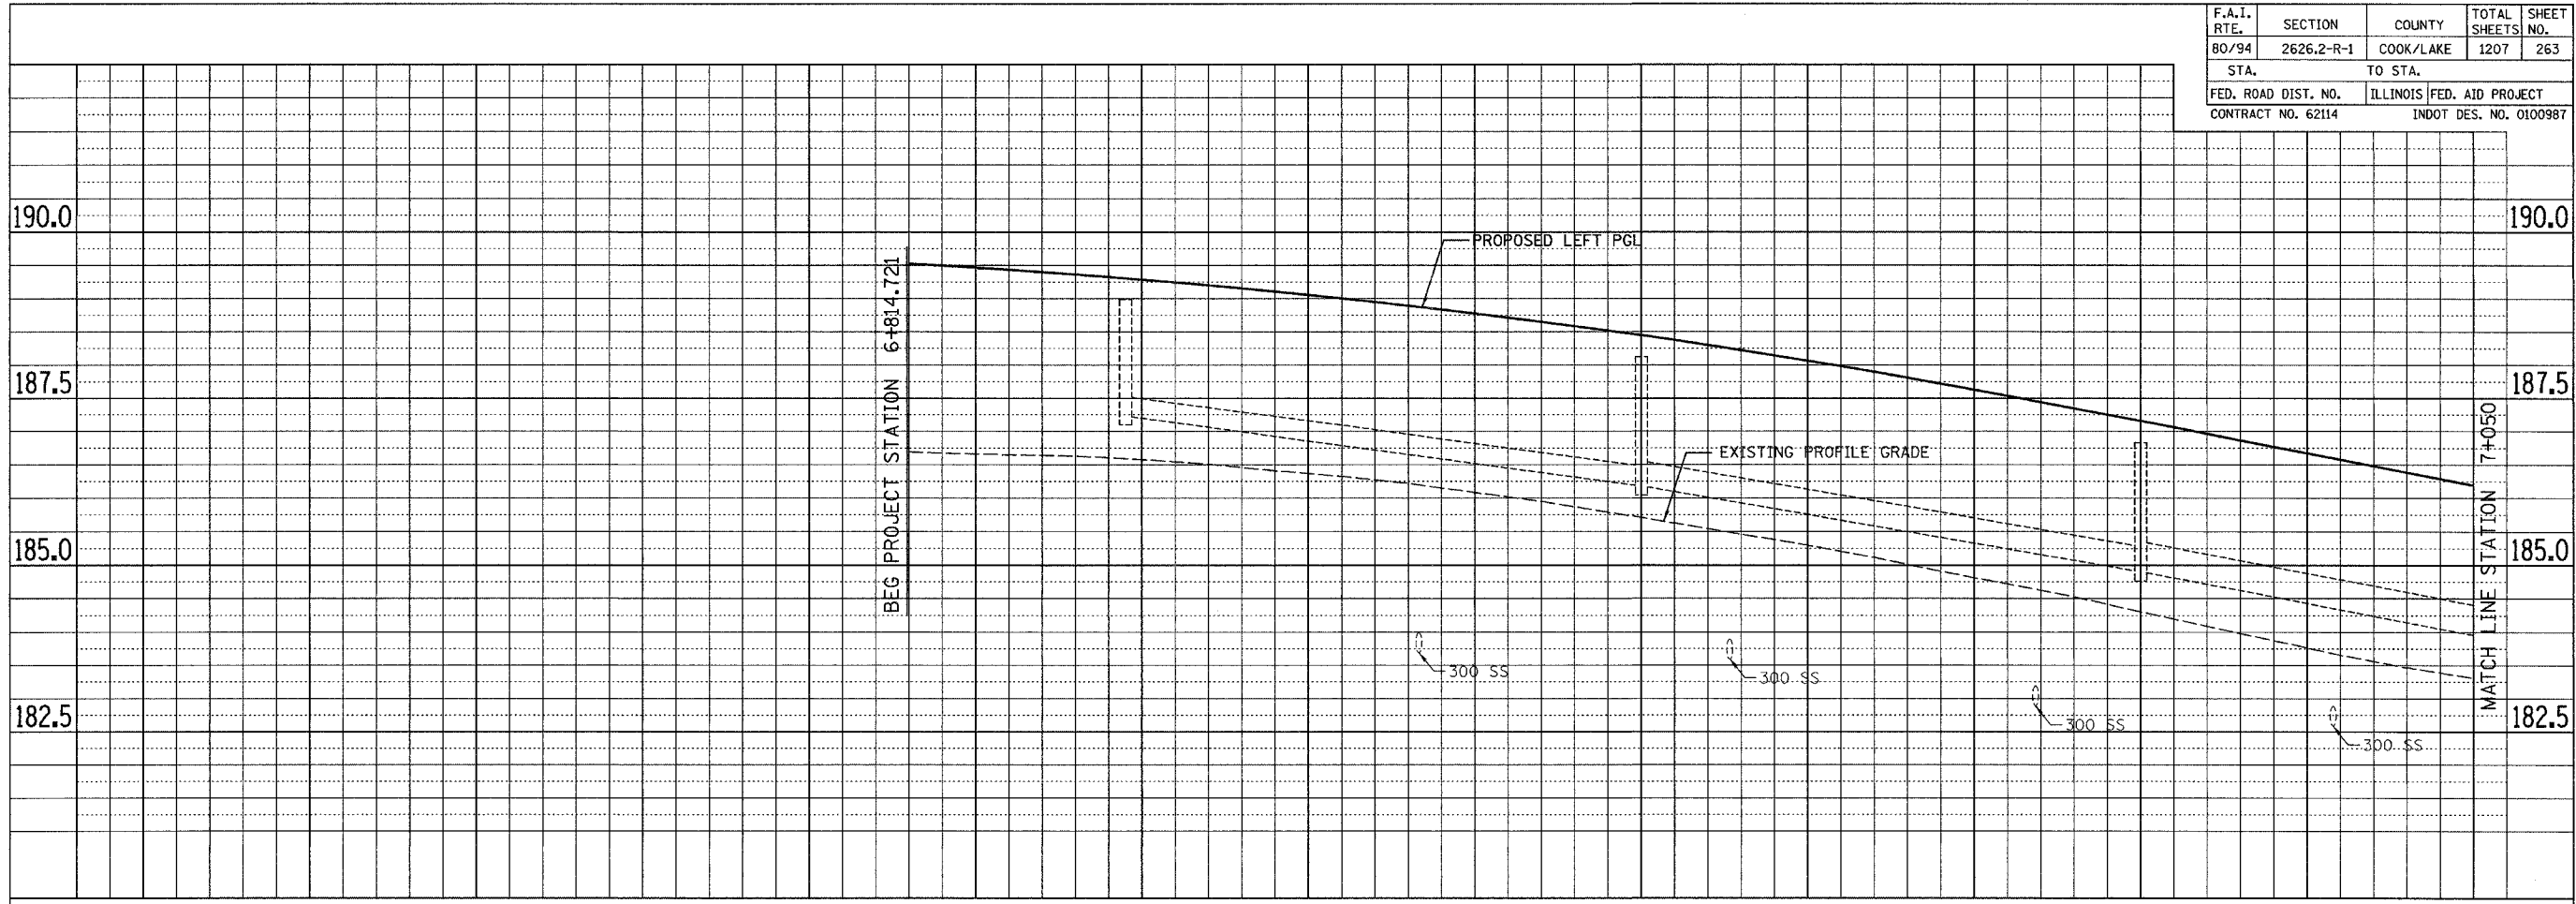 F.A.I. RTE. SECTION COUNTY TOTAL SHEETS SHEET NO.
80/94 2626.2-R-1 COOK/LAKE 1207 263
STA. TO STA.
FED. ROAD DIST. NO. ILLINOIS FED. AID PROJECT
CONTRACT NO. 62114 INDOT DES. NO. 0100987
190.0 190.0
PROPOSED LEFT PGL
BEG PROJECT STATION 6+814.721
187.5 187.5
EXISTING PROFILE GRADE
MATCH LINE STATION 7+050
185.0 185.0
300 SS
300 SS
182.5 182.5
300 SS
300 SS